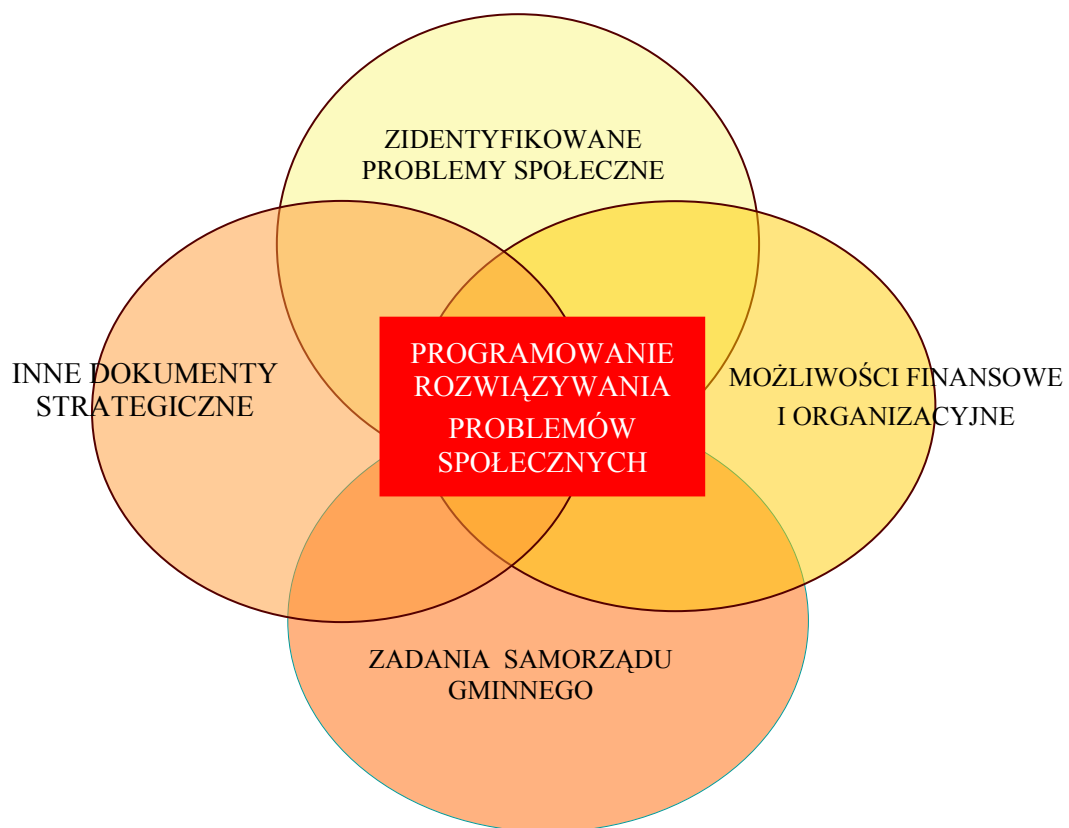 ZIDENTYFIKOWANE
PROBLEMY SPOŁECZNE
INNE DOKUMENTY
STRATEGICZNE
PROGRAMOWANIE
ROZWIĄZYWANIA
PROBLEMÓW
SPOŁECZNYCH
MOŻLIWOŚCI FINANSOWE
I ORGANIZACYJNE
ZADANIA SAMORZĄDU
GMINNEGO